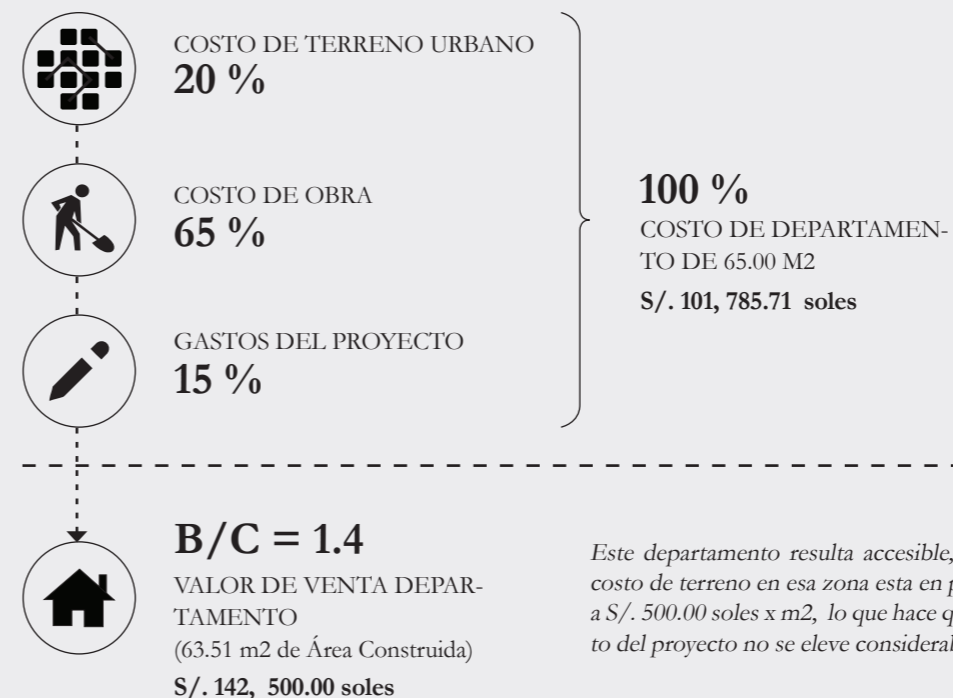 COSTO DE TERRENO URBANO
20 %
COSTO DE OBRA
65 %
GASTOS DEL PROYECTO
15 %
100 %
COSTO DE DEPARTAMEN-
TO DE 65.00 M2
S/. 101, 785.71 soles
B/C = 1.4
VALOR DE VENTA DEPAR-
TAMENTO
(63.51 m2 de Área Construida)
S/. 142, 500.00 soles
Este departamento resulta accesible,
costo de terreno en esa zona esta en
a S/. 500.00 soles x m2, lo que hace
to del proyecto no se eleve